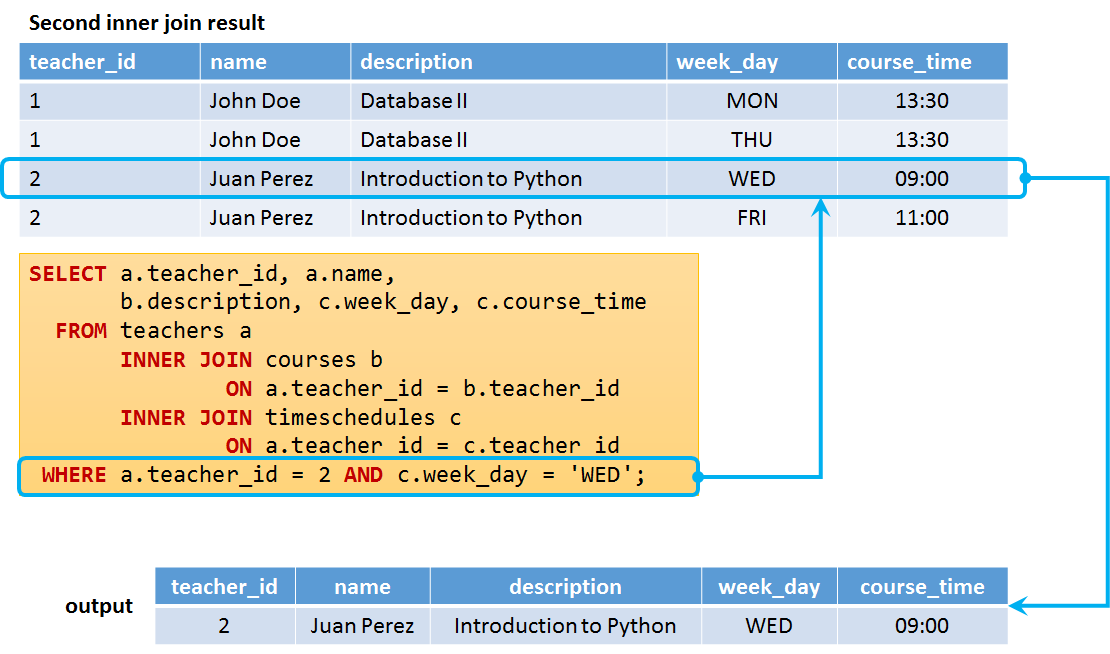 Second inner join result
teacher_id name description week_day course_time
1 John Doe Database II MON 13:30
1 John Doe Database II THU 13:30
2 Juan Perez Introduction to Python WED 09:00
2 Juan Perez Introduction to Python FRI 11:00
SELECT a.teacher_id, a.name,
b.description, c.week_day, c.course_time
FROM teachers a
INNER JOIN courses b
ON a.teacher_id = b.teacher_id
INNER JOIN timeschedules c
ON a.teacher_id = c.teacher_id
WHERE a.teacher_id = 2 AND c.week_day = 'WED';
output
teacher_id name description week_day course_time
2 Juan Perez Introduction to Python WED 09:00